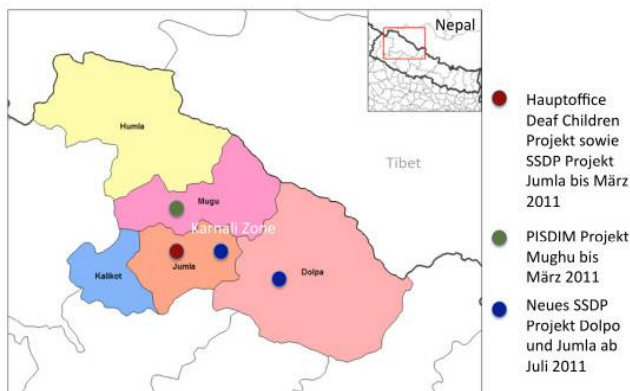 Nepal
Humla
Tibet
Mugu
Karnali Zone
Kalikot
Jumla
Dolpa
Hauptoffice
Deaf Children
Projekt sowie
SSDP Projekt
Jumla bis März
2011
PISDIM Projekt
Mughu bis
März 2011
Neues SSDP
Projekt Dolpo
und Jumla ab
Juli 2011